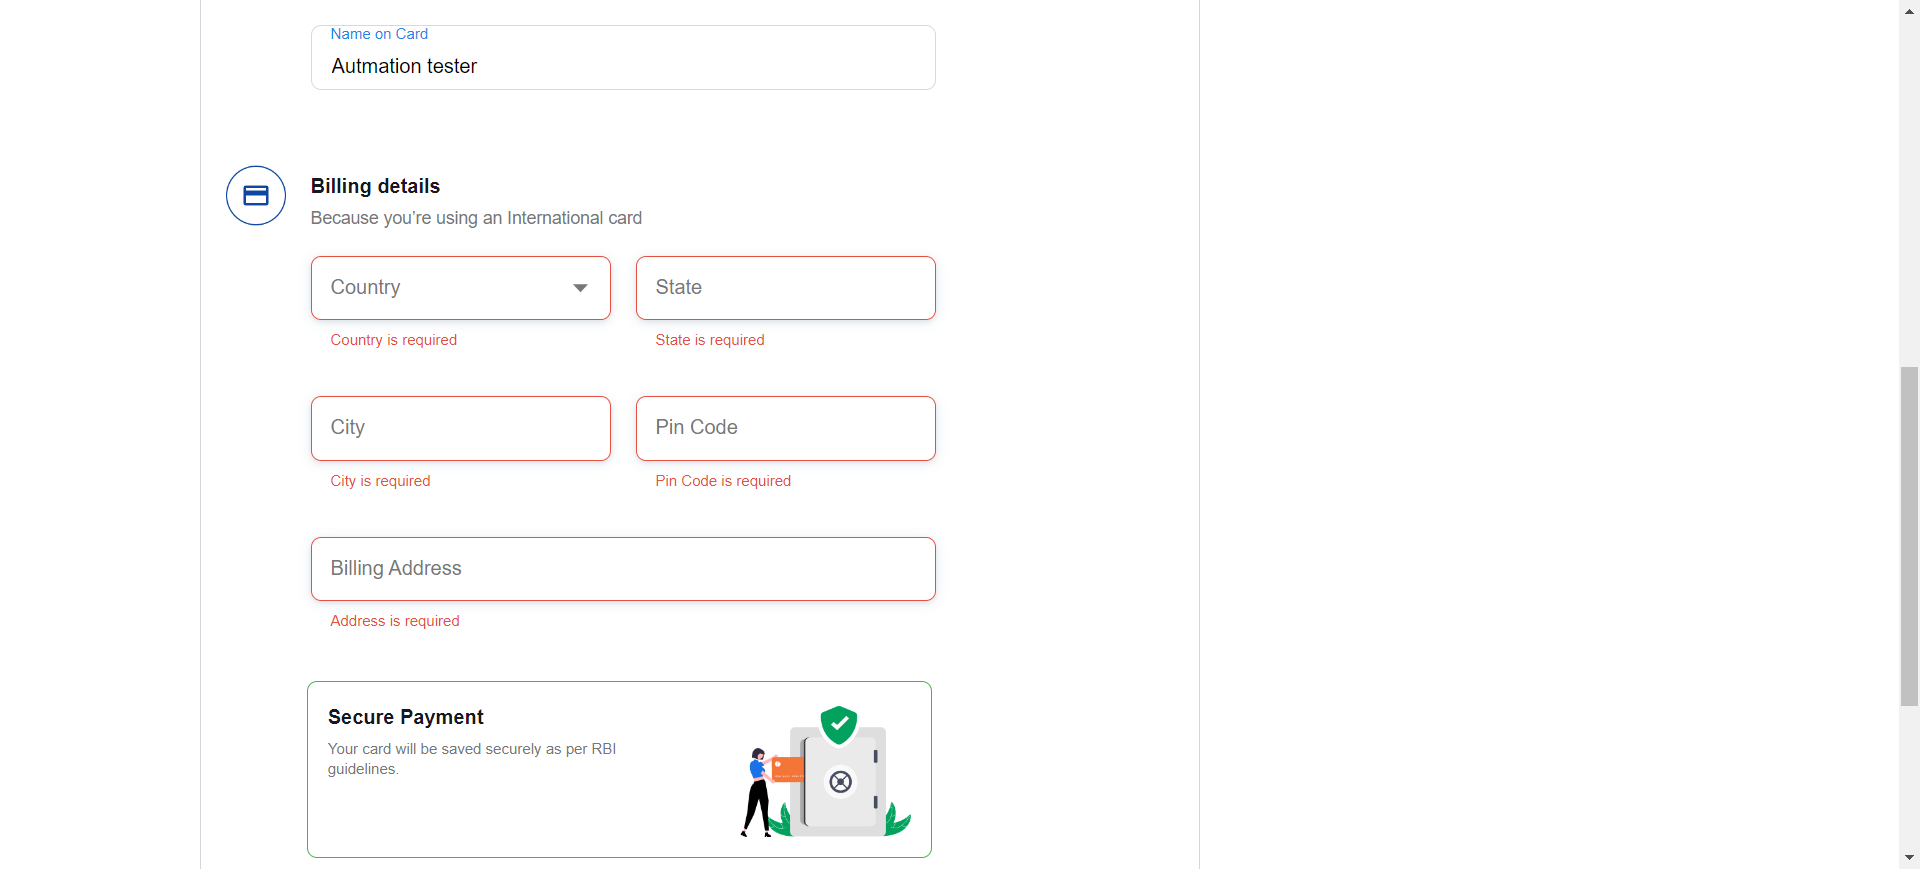 Name on Card
Autmation tester
Billing details
Because you’re using an International card
Country
State
Country is required
State is required
City
Pin Code
City is required
Pin Code is required
Billing Address
Address is required
Secure Payment
Your card will be saved securely as per RBI
guidelines.